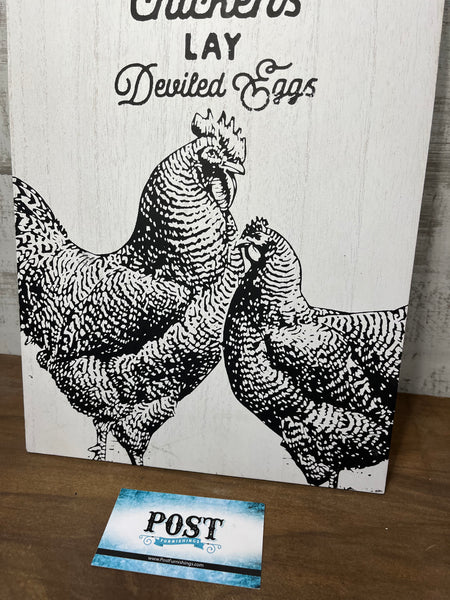 Chickens
LAY
Deviled Eggs
POST
FURNISHINGS
www.PostFurnishings.com